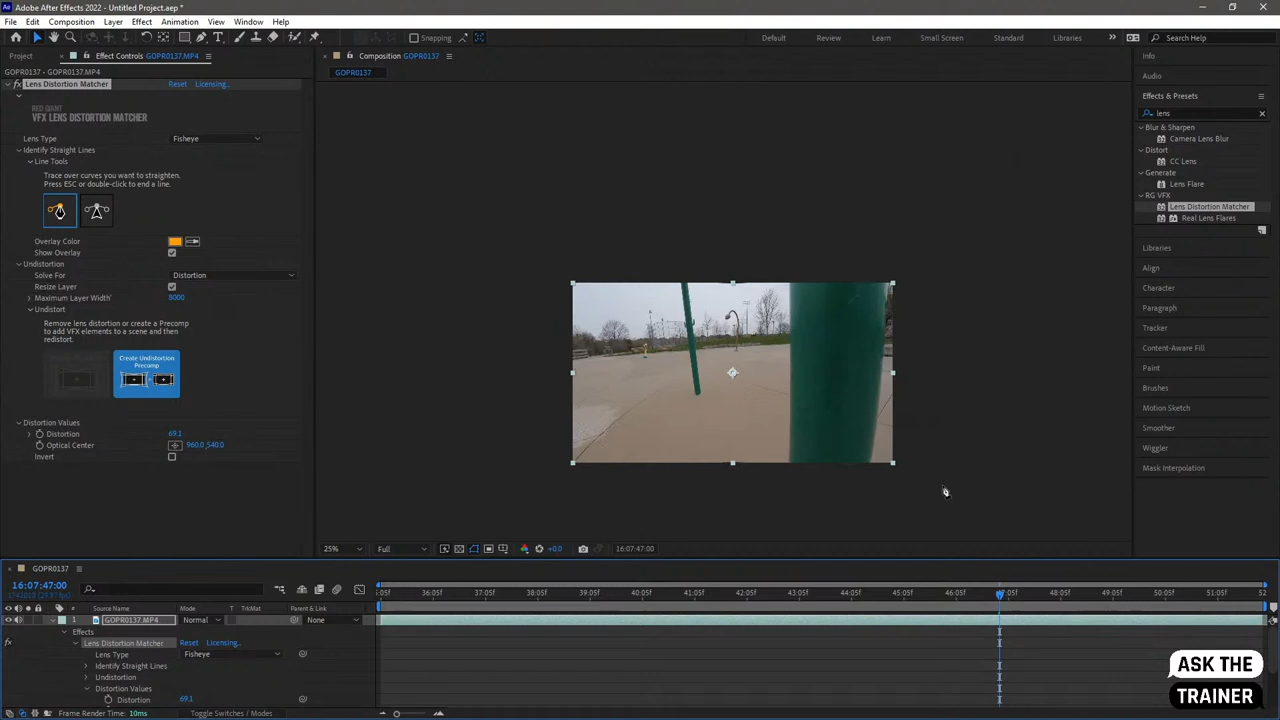 Adobe After Effects 2022 - Untitled Project.aep *
File Edit Composition Layer Effect Animation View Window Help
Snapping
Default Review Learn Small Screen Standard Libraries Search Help
Project Effect Controls GOPR0137.MP4
Composition GOPR0137
GOPR0137 - GOPR0137.MP4
GOPR0137
Lens Distortion Matcher Reset Licensing...
RED GIANT
VFX LENS DISTORTION MATCHER
Lens Type Fisheye
Identify Straight Lines
Line Tools
Trace over curves you want to straighten.
Press ESC or double-click to end a line.
Overlay Color
Show Overlay
Undistortion
Solve For Distortion
Resize Layer
Maximum Layer Width' 8000
Undistort
Remove lens distortion or create a Precomp
to add VFX elements to a scene and then
redistort.
Create Undistortion
Precomp
Distortion Values
Distortion 69.1
Optical Center 960.0,540.0
Invert
Info
Audio
Effects & Presets
lens
Blur & Sharpen
Camera Lens Blur
Distort
CC Lens
Generate
Lens Flare
RG VFX
Lens Distortion Matcher
Real Lens Flares
Libraries
Align
Character
Paragraph
Tracker
Content-Aware Fill
Paint
Brushes
Motion Sketch
Smoother
Wiggler
Mask Interpolation
25% Full +0.0 16:07:47:00
GOPR0137
16:07:47:00
:05f 36:05f 37:05f 38:05f 39:05f 40:05f 41:05f 42:05f 43:05f 44:05f 45:05f 46:05f 49:05f 50:05f 51:05f
# Source Name Mode T TrkMat Parent & Link
1 GOPR0137.MP4 Normal None
Effects
Lens Distortion Matcher Reset Licensing...
Lens Type Fisheye
Identify Straight Lines
Undistortion
Distortion Values
Distortion 69.1
Frame Render Time: 10ms Toggle Switches / Modes
ASK THE
TRAINER